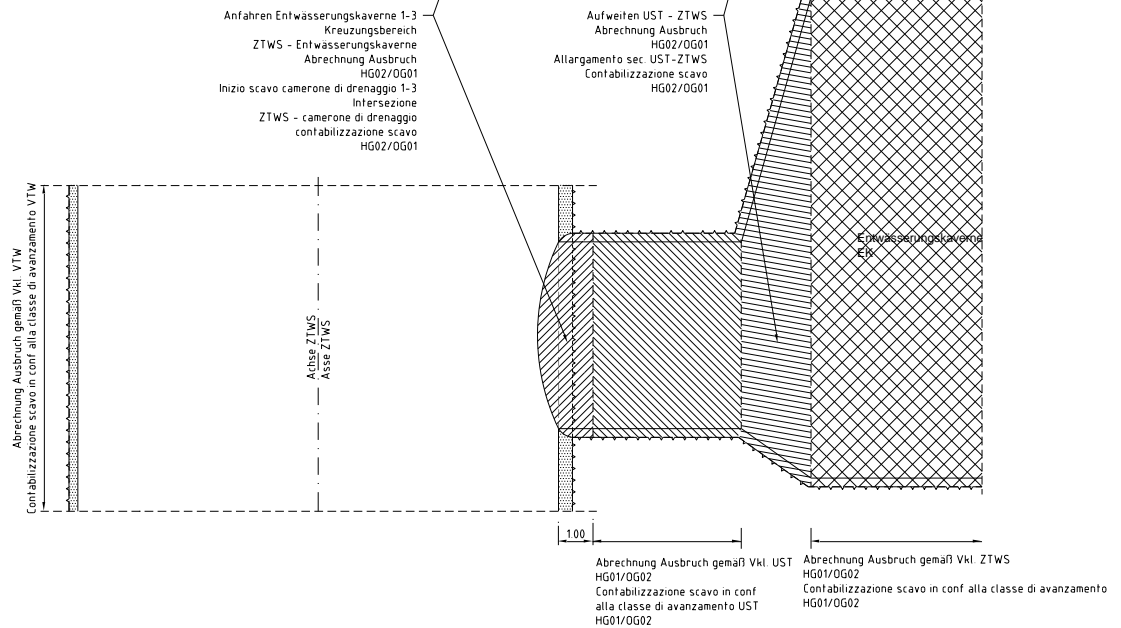 Anfahren Entwässerungskaverne 1-3
Kreuzungsbereich
ZTWS - Entwässerungskaverne
Abrechnung Ausbruch
HG02/OG01
Inizio scavo camerone di drenaggio 1-3
Intersezione
ZTWS - camerone di drenaggio
contabilizzazione scavo
HG02/OG01
Aufweiten UST - ZTWS
Abrechnung Ausbruch
HG02/OG01
Allargamento sec. UST-ZTWS
Contabilizzazione scavo
HG02/OG01
Abrechnung Ausbruch gemäß Vkl. VTW
Contabilizzazione scavo in conf alla classe di avanzamento VTW
Achse ZTWS
Asse ZTWS
Entwässerungskaverne
EK
1.00
Abrechnung Ausbruch gemäß Vkl. UST
HG01/OG02
Contabilizzazione scavo in conf
alla classe di avanzamento UST
HG01/OG02
Abrechnung Ausbruch gemäß Vkl. ZTWS
HG01/OG02
Contabilizzazione scavo in conf alla classe di avanzamento
HG01/OG02